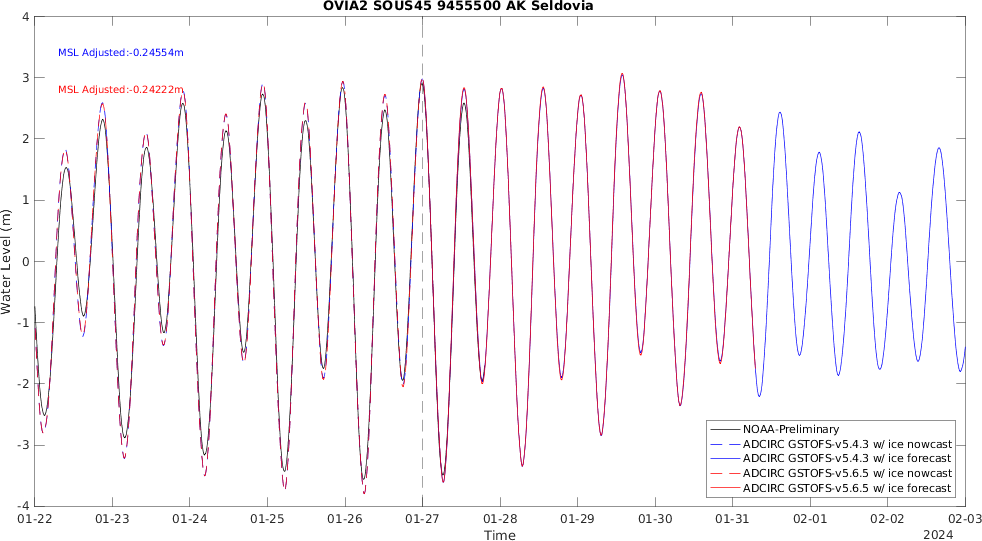 OVIA2 SOUS45 9455500 AK Seldovia
4
3
2
1
0
-1
-2
-3
-4
Water Level (m)
MSL Adjusted:-0.24554m
MSL Adjusted:-0.24222m
NOAA-Preliminary
ADCIRC GSTOFS-v5.4.3 w/ ice nowcast
ADCIRC GSTOFS-v5.4.3 w/ ice forecast
ADCIRC GSTOFS-v5.6.5 w/ ice nowcast
ADCIRC GSTOFS-v5.6.5 w/ ice forecast
01-22 01-23 01-24 01-25 01-26 01-27 01-28 01-29 01-30 01-31 02-01 02-02 02-03
Time
2024